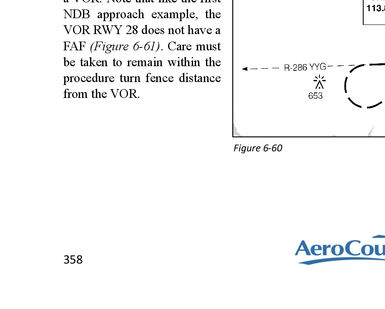 a VOR. Note that like the first
NDB approach example, the
VOR RWY 28 does not have a
FAF (Figure 6-61). Care must
be taken to remain within the
procedure turn fence distance
from the VOR.
113.
R-286 YYG
653
Figure 6-60
358
AeroCou